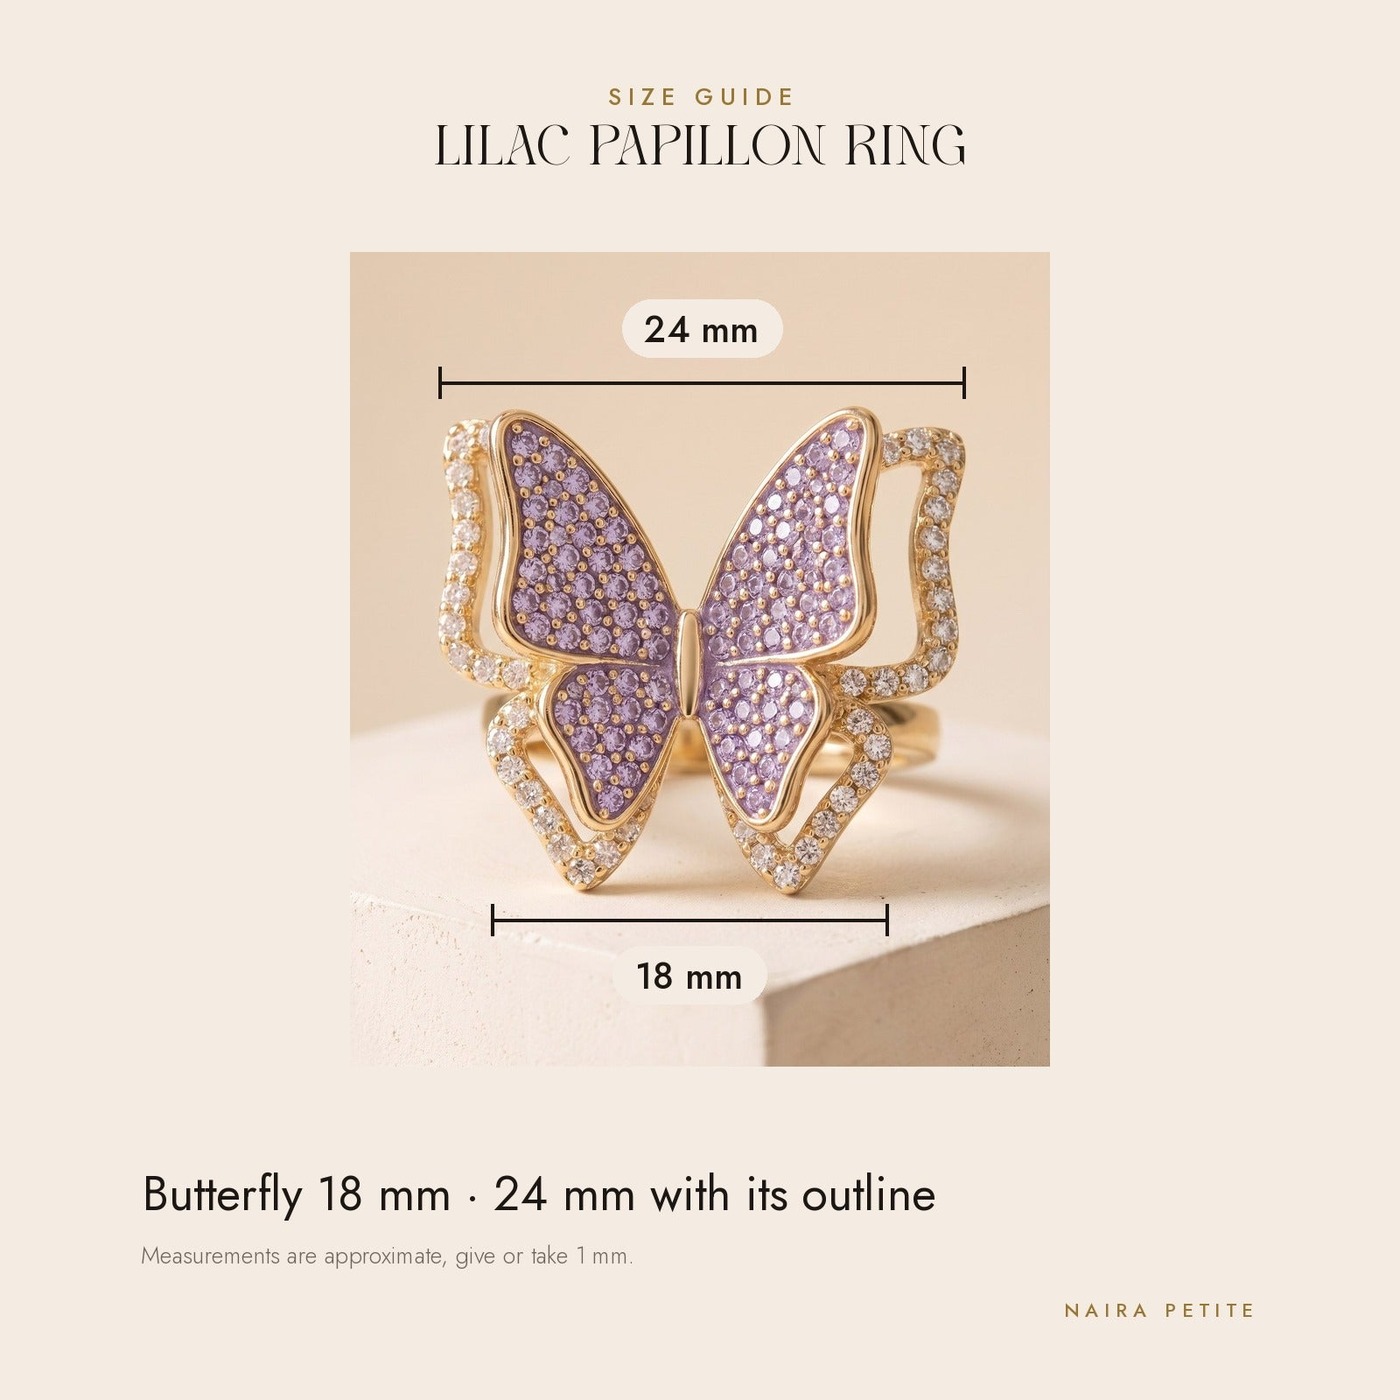 SIZE GUIDE
LILAC PAPILLON RING
24 mm
18 mm
Butterfly 18 mm · 24 mm with its outline
Measurements are approximate, give or take 1 mm.
NAIRA PETITE